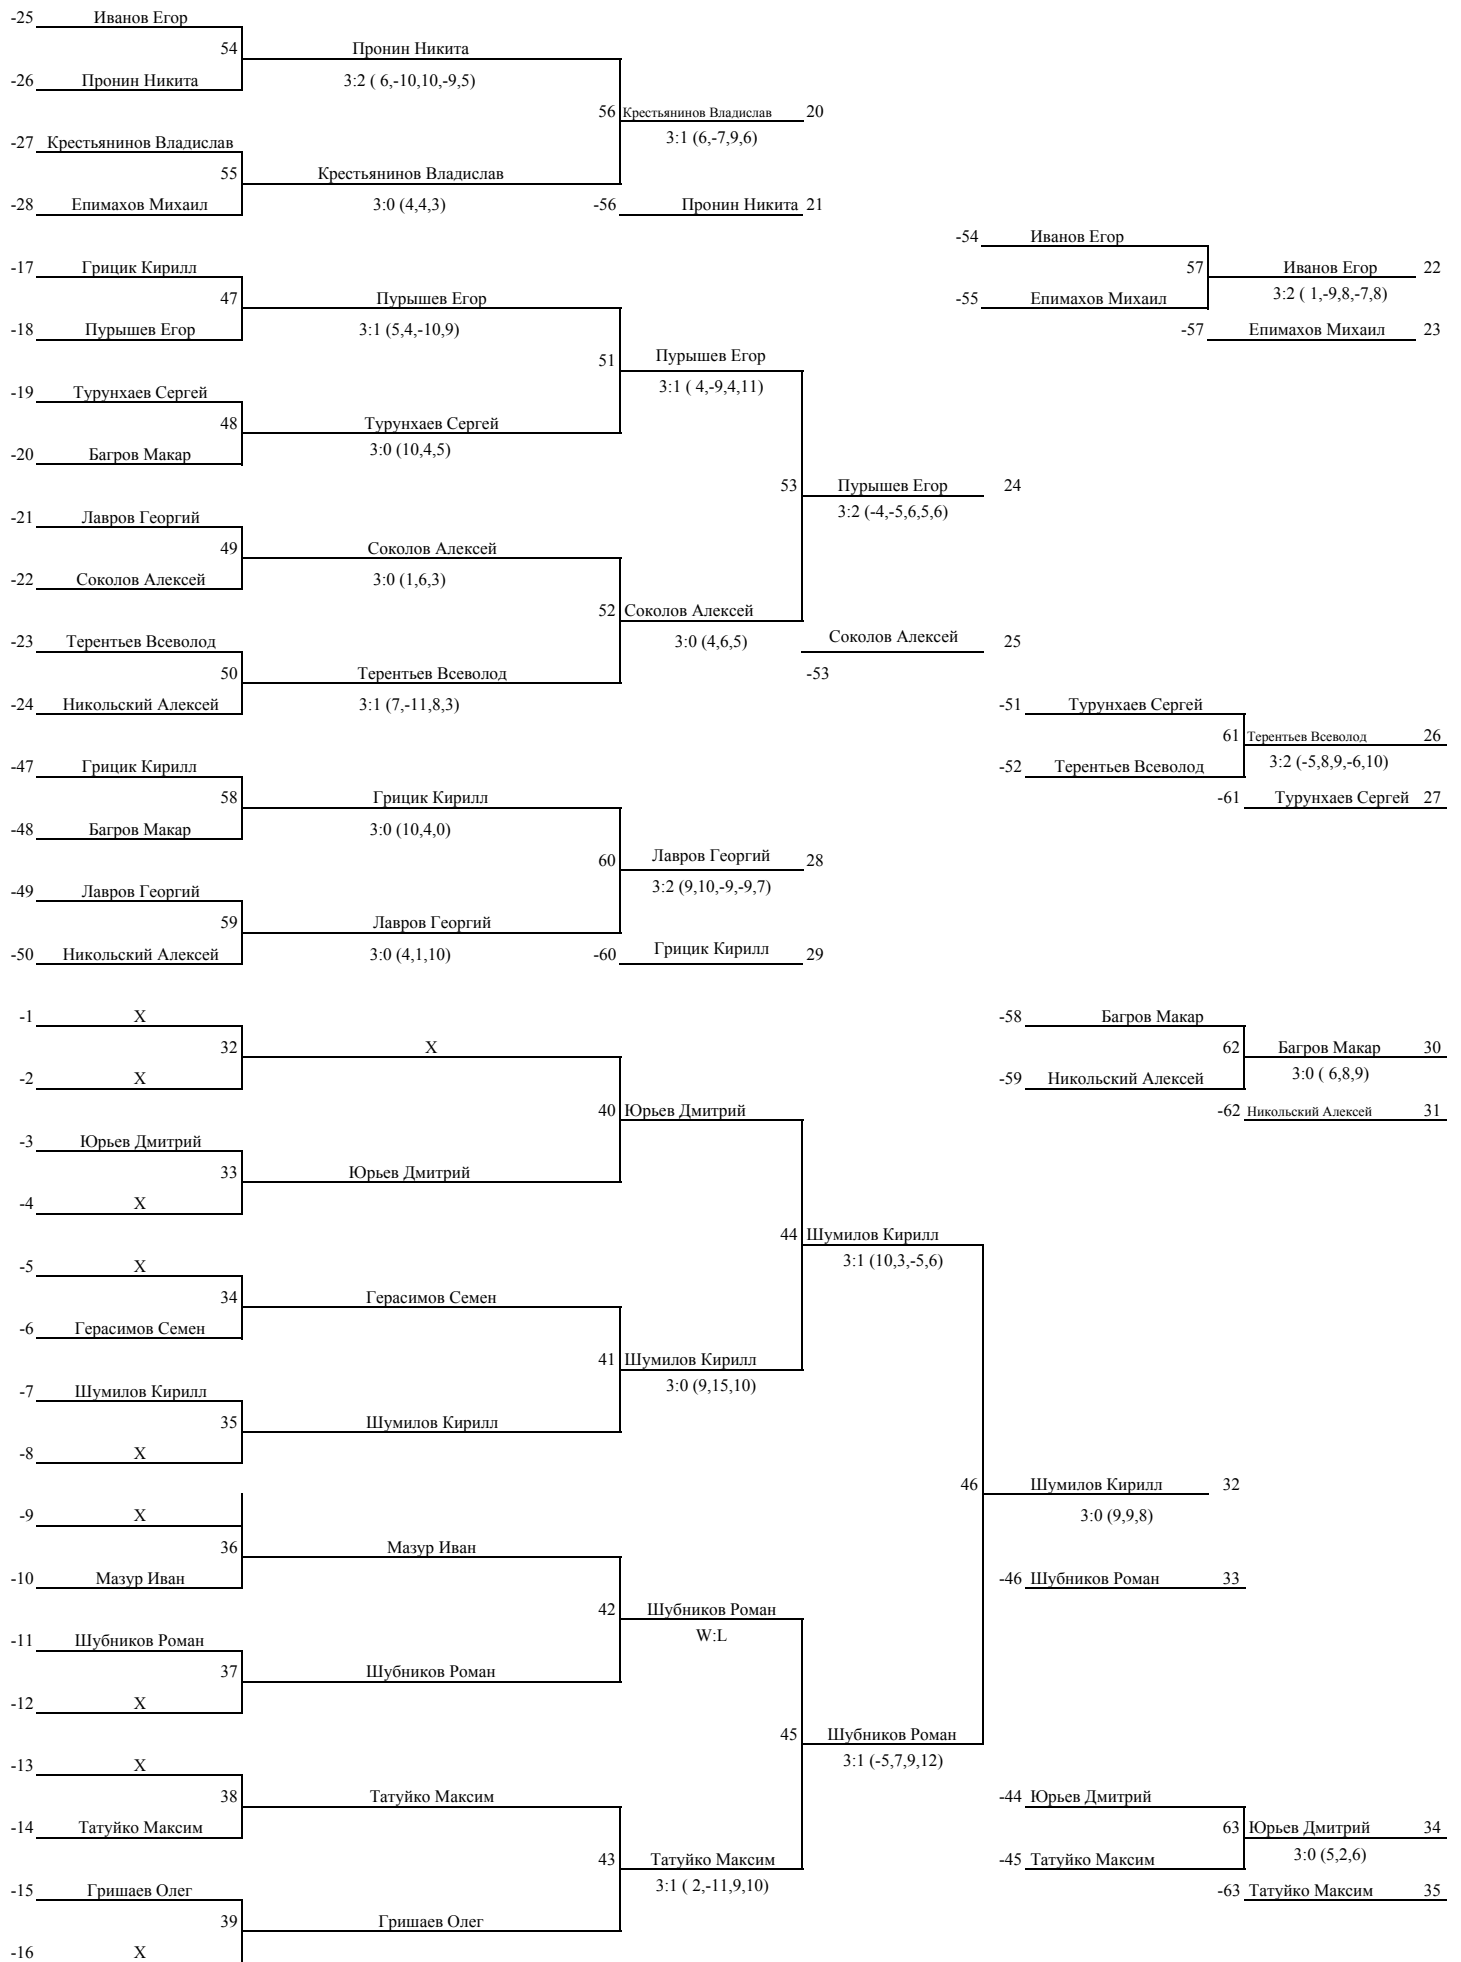 -25 Иванов Егор
54 Пронин Никита
-26 Пронин Никита 3:2 ( 6,-10,10,-9,5)
56 Крестьянинов Владислав 20
-27 Крестьянинов Владислав 3:1 (6,-7,9,6)
55 Крестьянинов Владислав
-28 Епимахов Михаил 3:0 (4,4,3) -56 Пронин Никита 21
-54 Иванов Егор
-17 Грицик Кирилл 57 Иванов Егор 22
47 Пурышев Егор -55 Епимахов Михаил 3:2 ( 1,-9,8,-7,8)
-18 Пурышев Егор 3:1 (5,4,-10,9) -57 Епимахов Михаил 23
51 Пурышев Егор
-19 Турунхаев Сергей 3:1 ( 4,-9,4,11)
48 Турунхаев Сергей
-20 Багров Макар 3:0 (10,4,5)
53 Пурышев Егор 24
-21 Лавров Георгий 3:2 (-4,-5,6,5,6)
49 Соколов Алексей
-22 Соколов Алексей 3:0 (1,6,3)
52 Соколов Алексей
-23 Терентьев Всеволод 3:0 (4,6,5) Соколов Алексей 25
50 Терентьев Всеволод -53
-24 Никольский Алексей 3:1 (7,-11,8,3) -51 Турунхаев Сергей
61 Терентьев Всеволод 26
-47 Грицик Кирилл -52 Терентьев Всеволод 3:2 (-5,8,9,-6,10)
58 Грицик Кирилл -61 Турунхаев Сергей 27
-48 Багров Макар 3:0 (10,4,0)
60 Лавров Георгий 28
-49 Лавров Георгий 3:2 (9,10,-9,-9,7)
59 Лавров Георгий
-50 Никольский Алексей 3:0 (4,1,10) -60 Грицик Кирилл 29
-1 X -58 Багров Макар
32 X 62 Багров Макар 30
-2 X -59 Никольский Алексей 3:0 ( 6,8,9)
40 Юрьев Дмитрий -62 Никольский Алексей 31
-3 Юрьев Дмитрий
33 Юрьев Дмитрий
-4 X
44 Шумилов Кирилл
-5 X 3:1 (10,3,-5,6)
34 Герасимов Семен
-6 Герасимов Семен
41 Шумилов Кирилл
-7 Шумилов Кирилл 3:0 (9,15,10)
35 Шумилов Кирилл
-8 X
46 Шумилов Кирилл 32
-9 X 3:0 (9,9,8)
36 Мазур Иван
-10 Мазур Иван -46 Шубников Роман 33
42 Шубников Роман
-11 Шубников Роман W:L
37 Шубников Роман
-12 X
45 Шубников Роман
-13 X 3:1 (-5,7,9,12)
38 Татуйко Максим -44 Юрьев Дмитрий
-14 Татуйко Максим 63 Юрьев Дмитрий 34
43 Татуйко Максим -45 Татуйко Максим 3:0 (5,2,6)
-15 Гришаев Олег 3:1 ( 2,-11,9,10) -63 Татуйко Максим 35
39 Гришаев Олег
-16 X